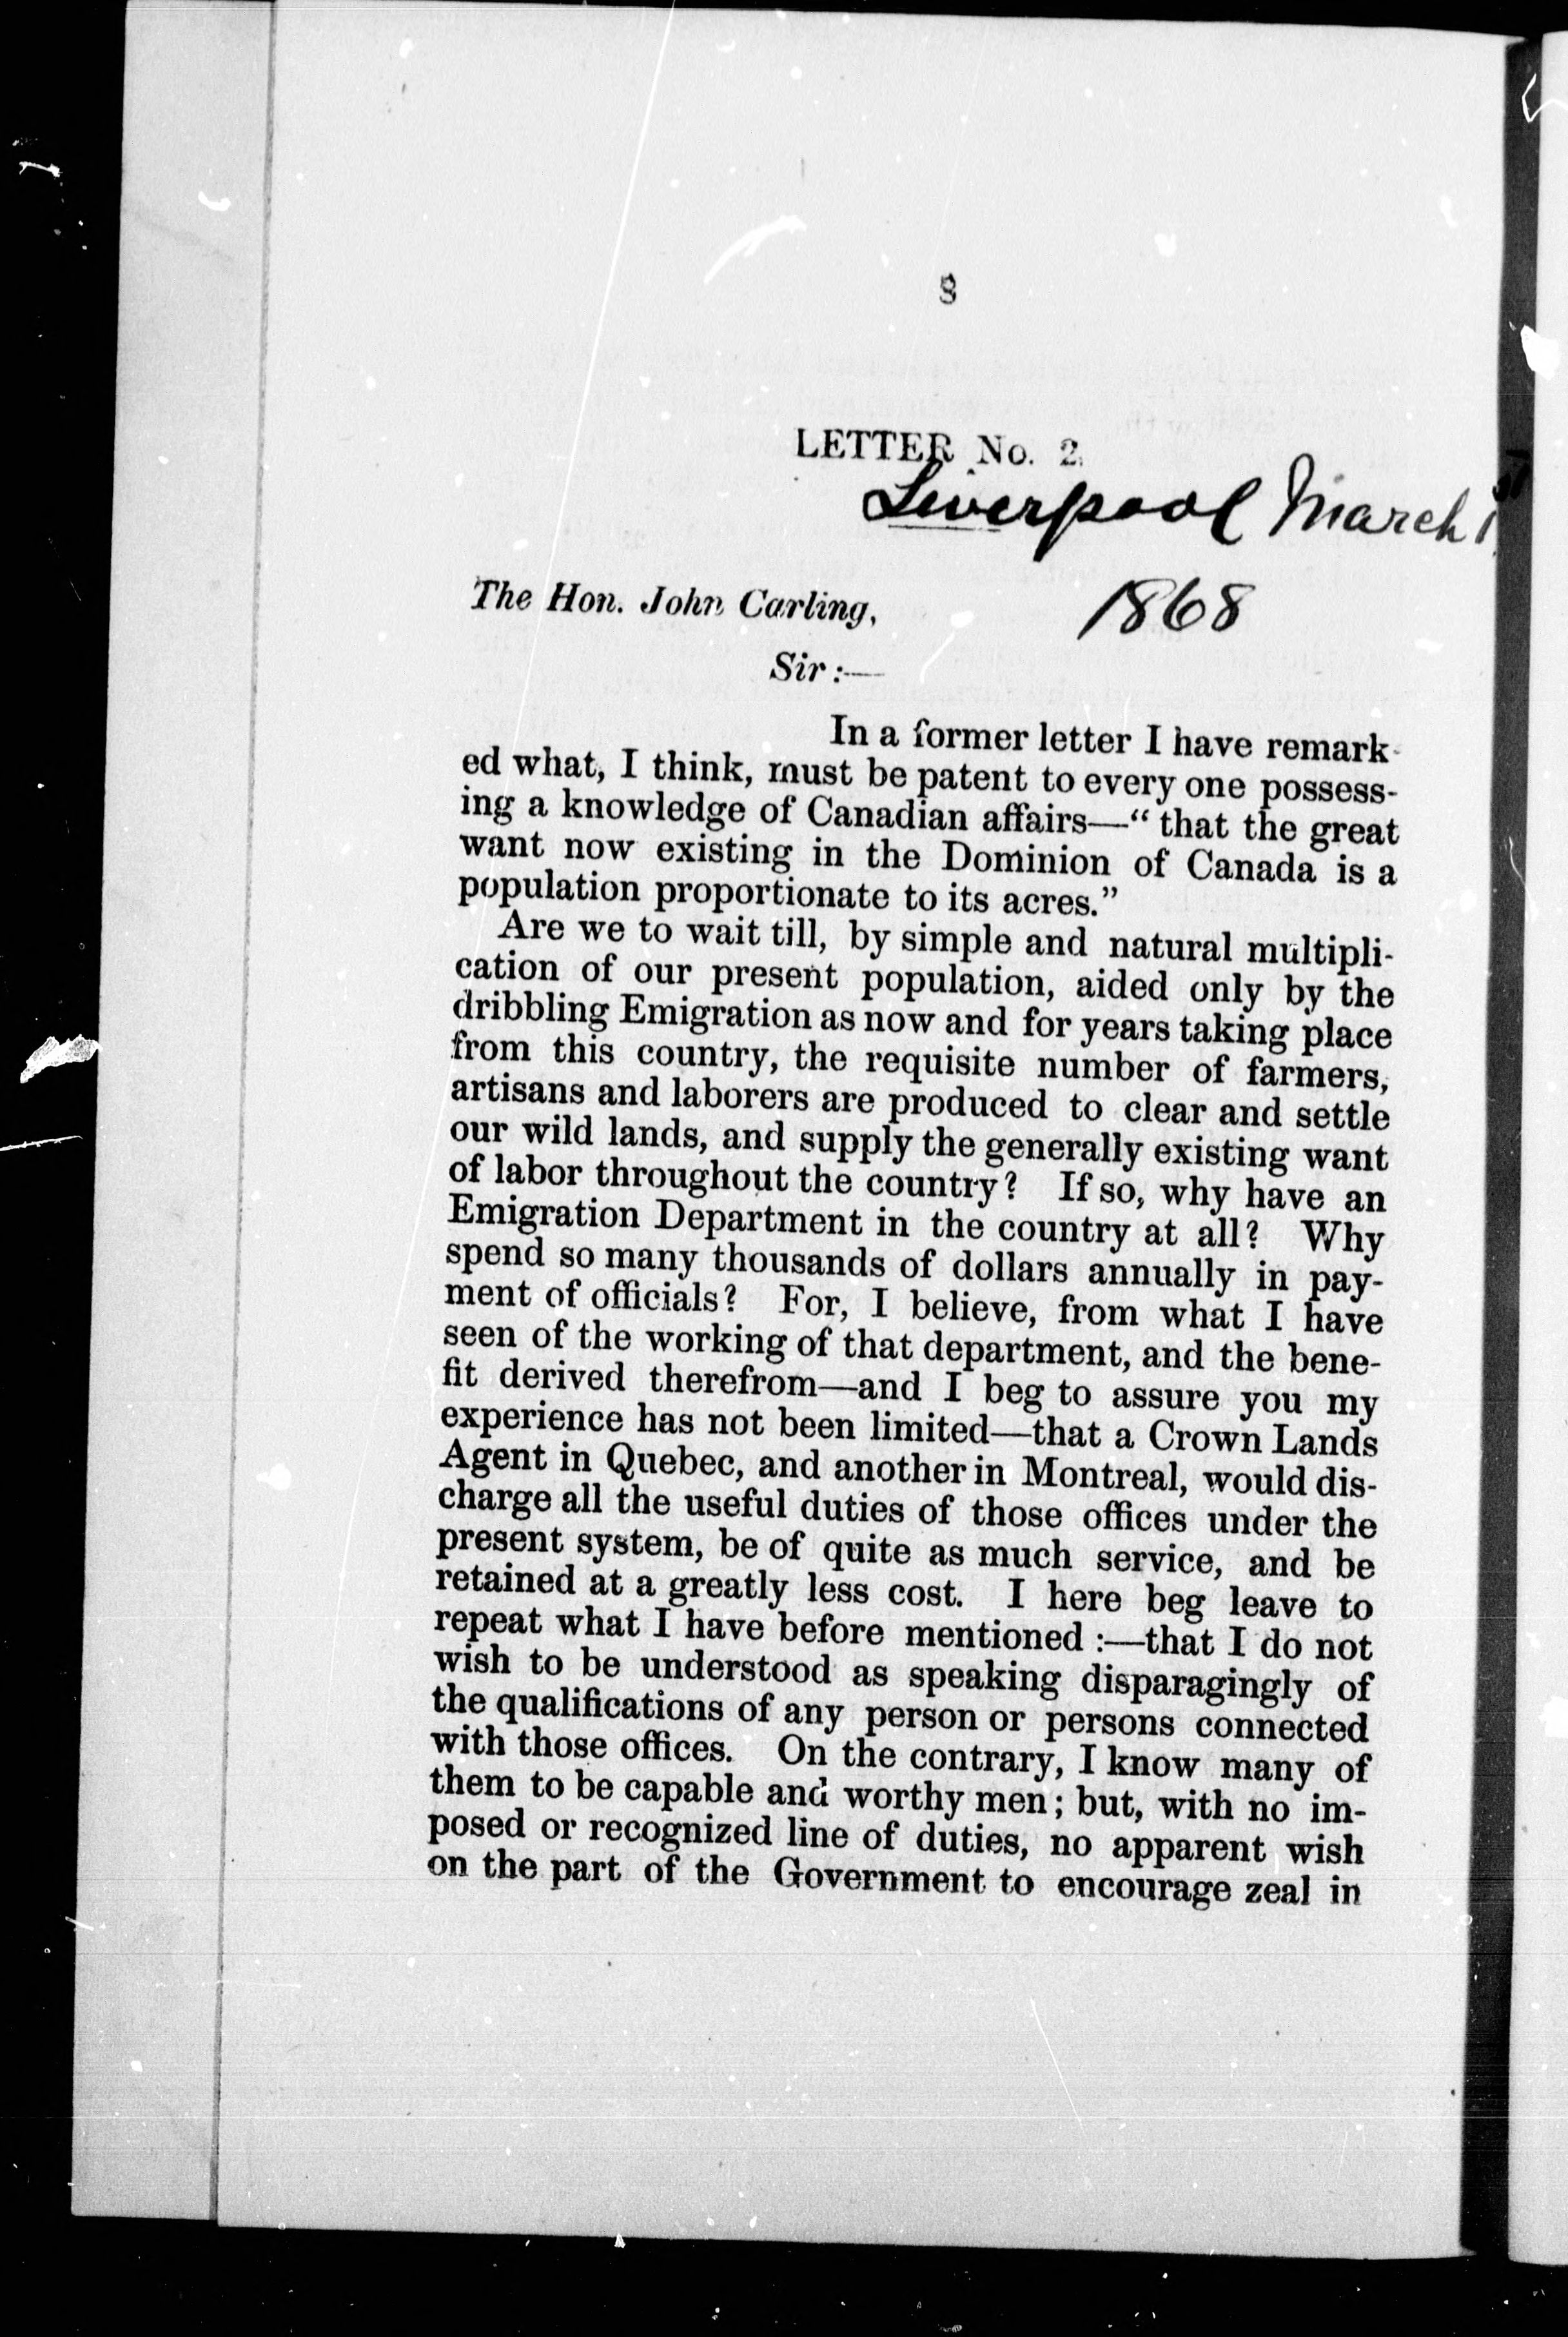 8
LETTER No. 2.
Liverpool March 1st
1868
The Hon. John Carling,
Sir:—
In a former letter I have remark-
ed what, I think, must be patent to every one possess-
ing a knowledge of Canadian affairs—“ that the great
want now existing in the Dominion of Canada is a
population proportionate to its acres.”
Are we to wait till, by simple and natural multipli-
cation of our present population, aided only by the
dribbling Emigration as now and for years taking place
from this country, the requisite number of farmers,
artisans and laborers are produced to clear and settle
our wild lands, and supply the generally existing want
of labor throughout the country? If so, why have an
Emigration Department in the country at all? Why
spend so many thousands of dollars annually in pay-
ment of officials? For, I believe, from what I have
seen of the working of that department, and the bene-
fit derived therefrom—and I beg to assure you my
experience has not been limited—that a Crown Lands
Agent in Quebec, and another in Montreal, would dis-
charge all the useful duties of those offices under the
present system, be of quite as much service, and be
retained at a greatly less cost. I here beg leave to
repeat what I have before mentioned :—that I do not
wish to be understood as speaking disparagingly of
the qualifications of any person or persons connected
with those offices. On the contrary, I know many of
them to be capable and worthy men; but, with no im-
posed or recognized line of duties, no apparent wish
on the part of the Government to encourage zeal in